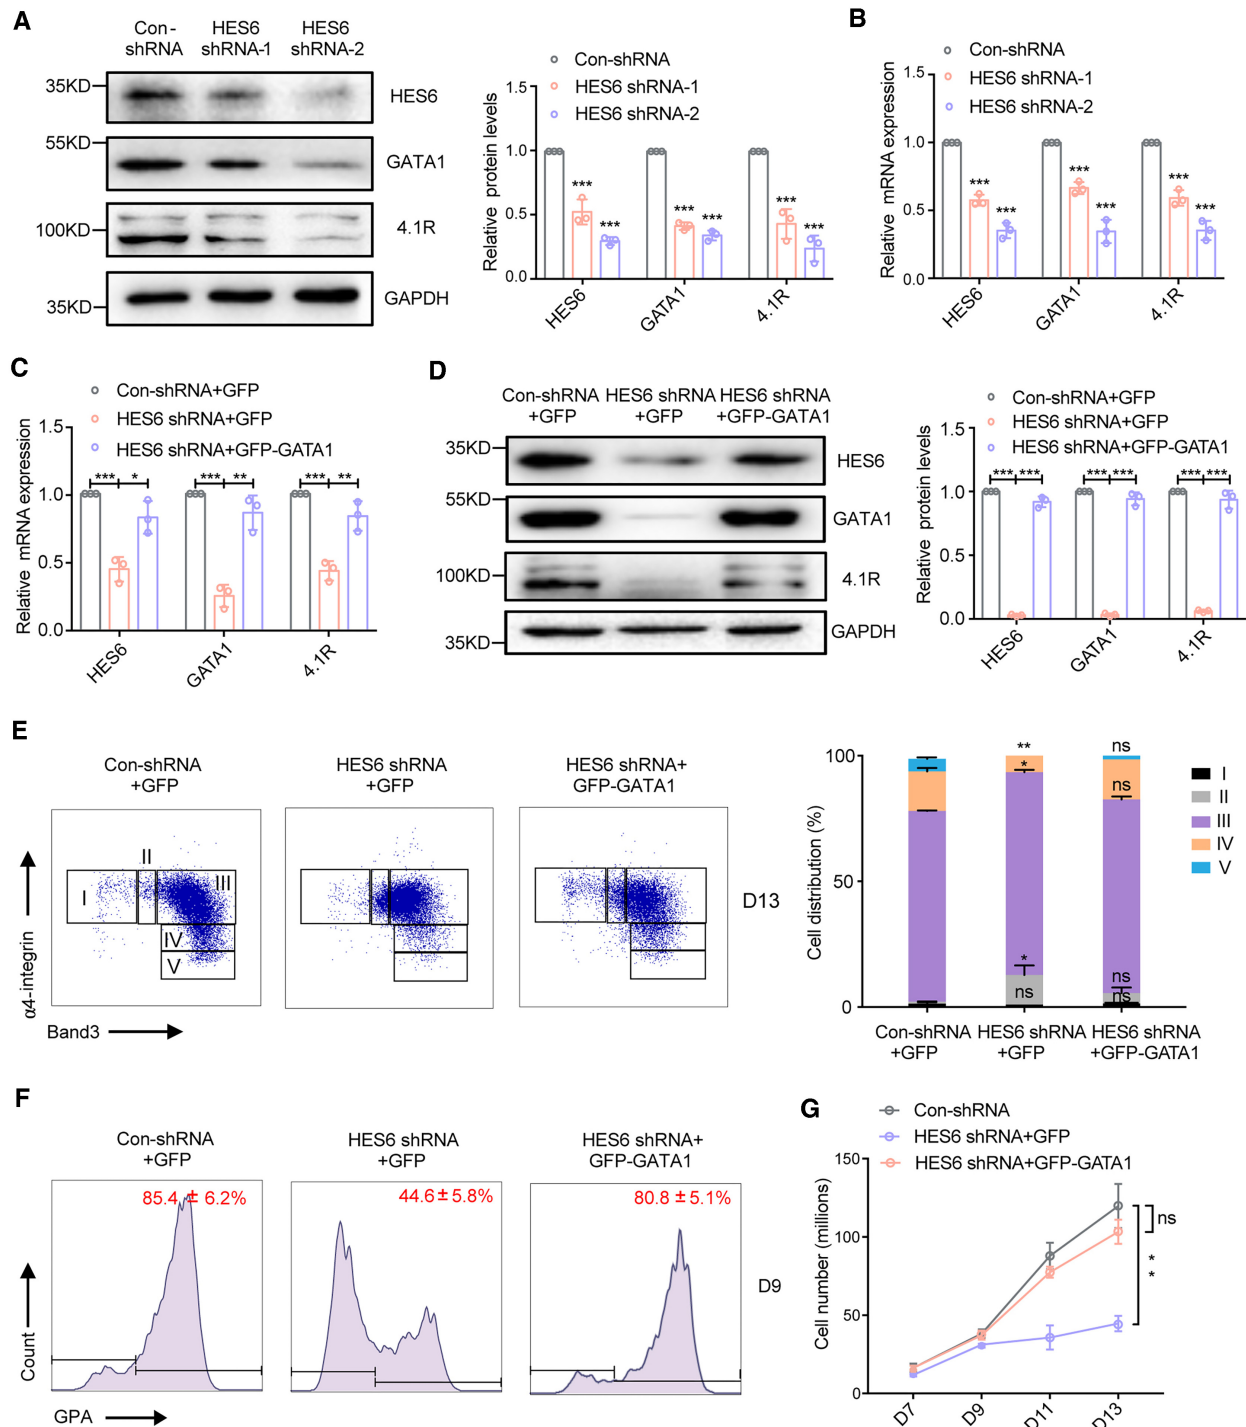 A
Con-
shRNA
HES6
shRNA-1
HES6
shRNA-2
35KD
HES6
55KD
GATA1
100KD
4.1R
35KD
GAPDH
Con-shRNA
HES6 shRNA-1
HES6 shRNA-2
Relative protein levels
1.5
1.0
0.5
0.0
***
***
***
***
***
***
HES6
GATA1
4.1R
B
Con-shRNA
HES6 shRNA-1
HES6 shRNA-2
Relative mRNA expression
1.5
1.0
0.5
0.0
***
***
***
***
***
***
HES6
GATA1
4.1R
C
Con-shRNA+GFP
HES6 shRNA+GFP
HES6 shRNA+GFP-GATA1
Relative mRNA expression
1.5
1.0
0.5
0.0
*** *
*** **
*** **
HES6
GATA1
4.1R
D
Con-shRNA
+GFP
HES6 shRNA
+GFP
HES6 shRNA
+GFP-GATA1
35KD
HES6
55KD
GATA1
100KD
4.1R
35KD
GAPDH
Con-shRNA+GFP
HES6 shRNA+GFP
HES6 shRNA+GFP-GATA1
Relative protein levels
1.5
1.0
0.5
0.0
*** ***
*** ***
*** ***
HES6
GATA1
4.1R
E
Con-shRNA
+GFP
HES6 shRNA
+GFP
HES6 shRNA+
GFP-GATA1
I
II
III
IV
V
α4-integrin
Band3
D13
Cell distribution (%)
100
50
0
**
*
*
ns
ns
ns
ns
ns
I
II
III
IV
V
Con-shRNA
+GFP
HES6 shRNA
+GFP
HES6 shRNA
+GFP-GATA1
F
Con-shRNA
+GFP
HES6 shRNA
+GFP
HES6 shRNA+
GFP-GATA1
85.4 ± 6.2%
44.6±5.8%
80.8±5.1%
D9
Count
GPA
G
Con-shRNA
HES6 shRNA+GFP
HES6 shRNA+GFP-GATA1
Cell number (millions)
150
100
50
0
ns
**
D7
D9
D11
D13